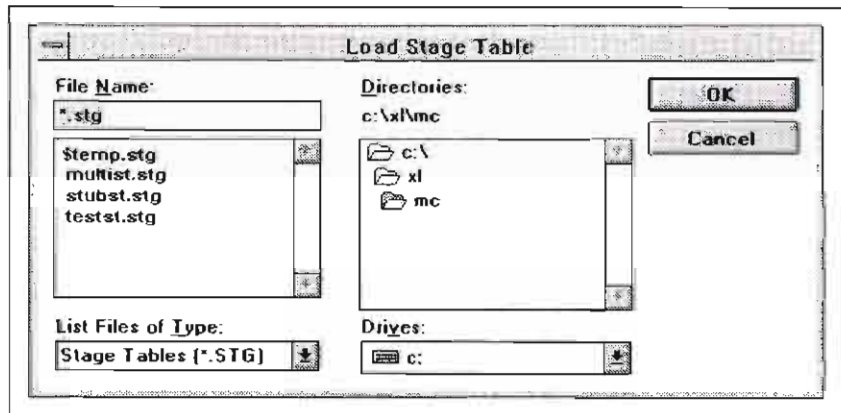 Load Stage Table
File Name:
*.stg
$temp.stg
multist.stg
stubst.stg
testst.stg
List Files of Type:
Stage Tables (*.STG)
Directories:
c:\xl\mc
c:\
xl
mc
Drives:
c:
OK
Cancel